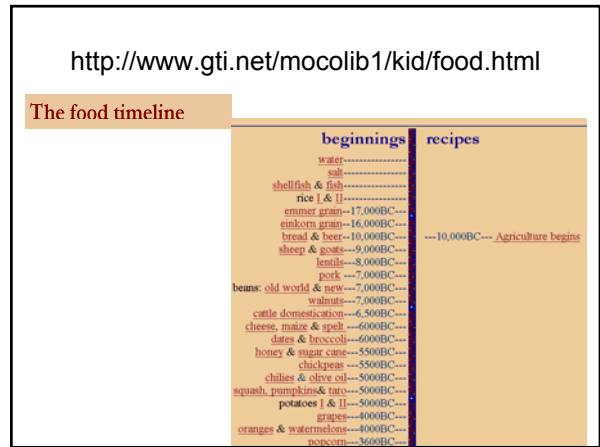 http://www.gti.net/mocolib1/kid/food.html
The food timeline
beginnings recipes
water------------------
salt------------------
shellfish & fish------------------
rice I & II------------------
emmer grain--17,000BC---
einkorn grain---16,000BC---
bread & beer--10,000BC--- ---10,000BC--- Agriculture begins
sheep & goats---9,000BC---
lentils---8,000BC---
pork ---7,000BC---
beans: old world & new---7,000BC---
walnuts---7,000BC---
cattle domestication---6,500BC---
cheese, maize & spelt ---6000BC---
dates & broccoli---6000BC---
honey & sugar cane---5500BC---
chickpeas ---5500BC---
chilies & olive oil---5000BC---
squash, pumpkins& taro---5000BC---
potatoes I & II---5000BC---
grapes---4000BC---
oranges & watermelons---4000BC---
popcorn---3600BC---